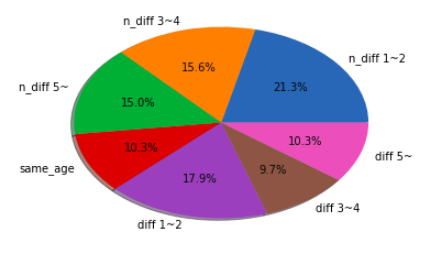 n_diff 3~4
n_diff 1~2
15.6%
21.3%
n_diff 5~
15.0%
10.3%
10.3%
same_age
diff 5~
17.9%
9.7%
diff 3~4
diff 1~2